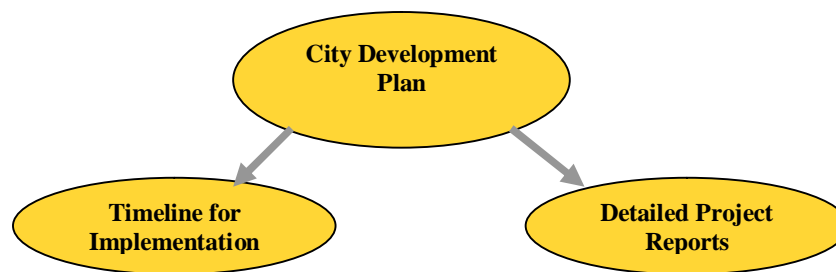 City Development
Plan
Timeline for
Implementation
Detailed Project
Reports